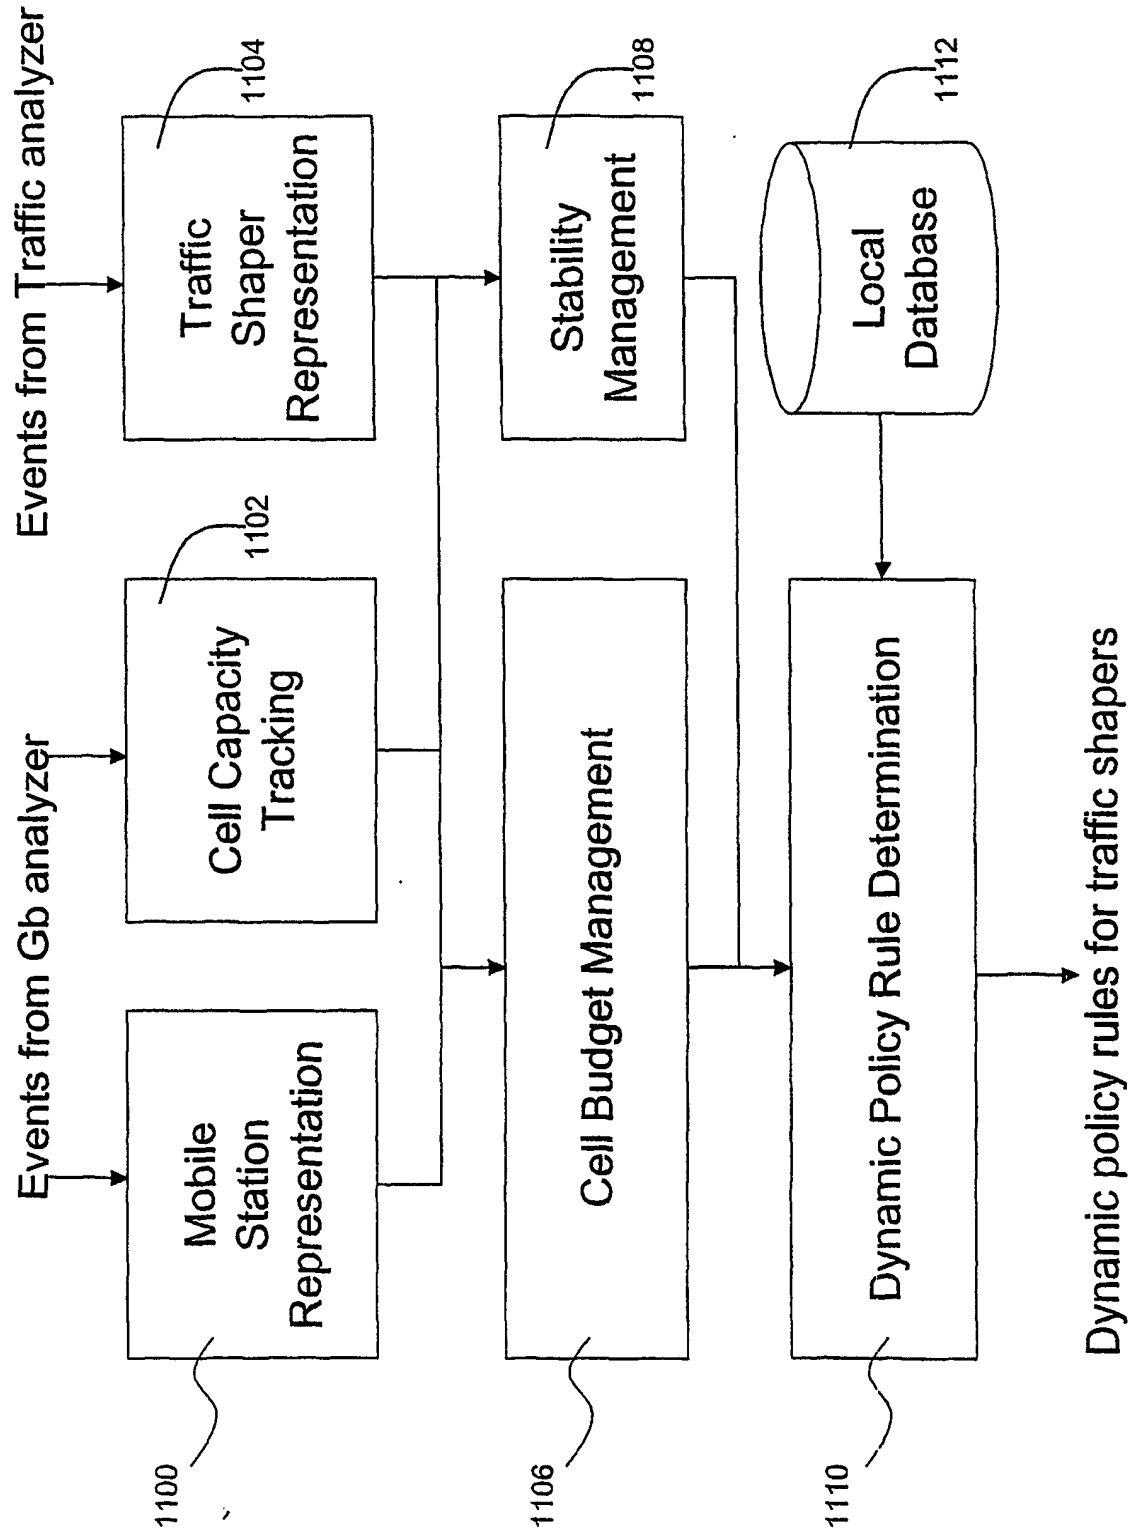 Events from Gb analyzer
Events from Traffic analyzer
1100
Mobile
Station
Representation
Cell Capacity
Tracking
1102
Traffic
Shaper
Representation
1104
1106
Cell Budget Management
Stability
Management
1108
1110
Dynamic Policy Rule Determination
Local
Database
1112
Dynamic policy rules for traffic shapers